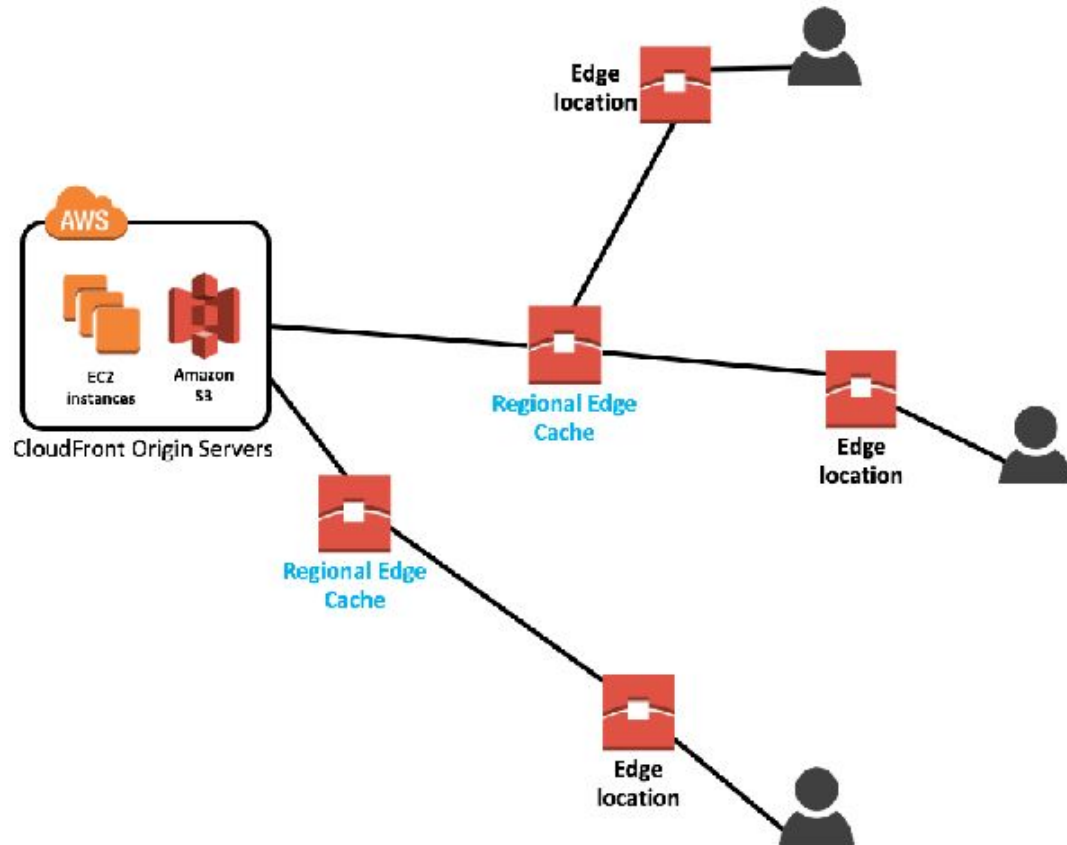 Edge
location
AWS
EC2
instances
Amazon
S3
CloudFront Origin Servers
Regional Edge
Cache
Edge
location
Regional Edge
Cache
Edge
location